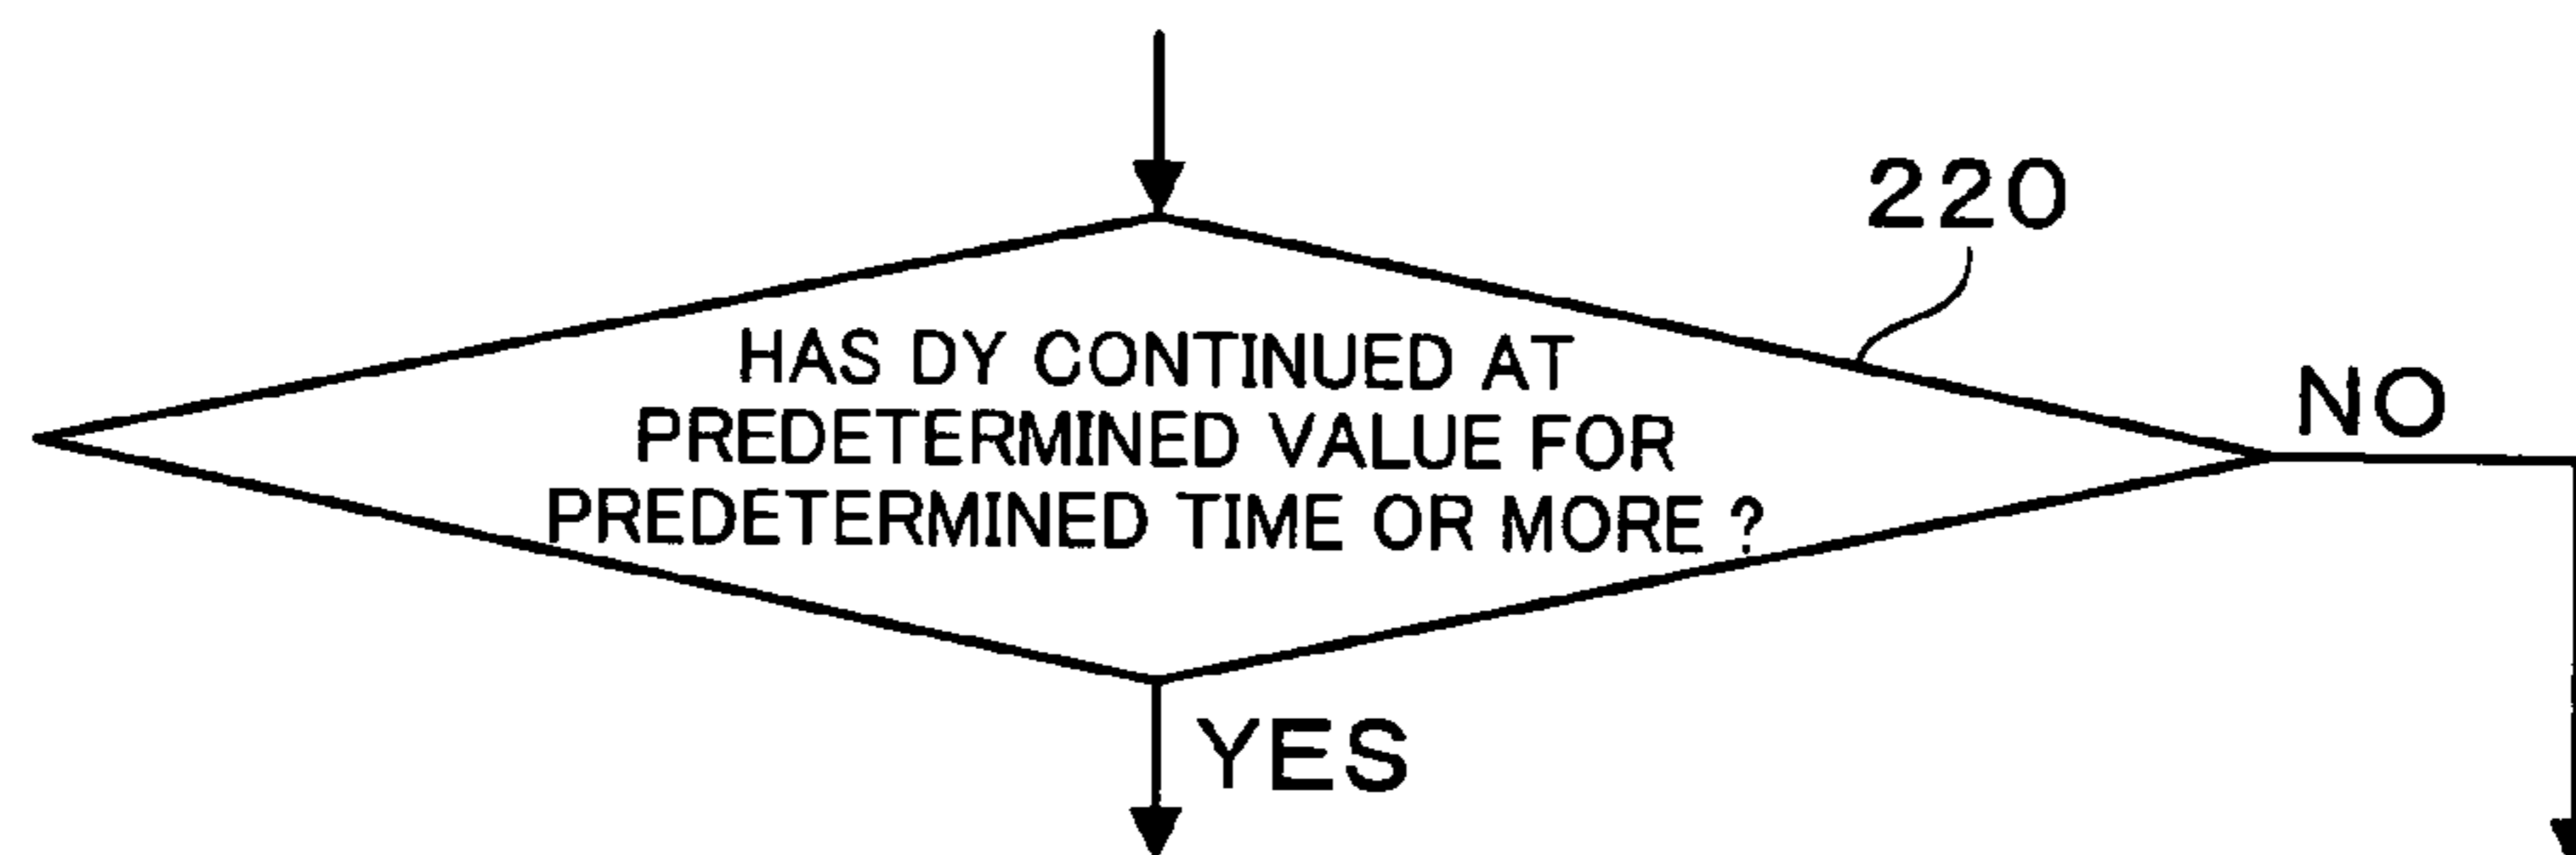 220
HAS DY CONTINUED AT
PREDETERMINED VALUE FOR
PREDETERMINED TIME OR MORE ?
NO
YES